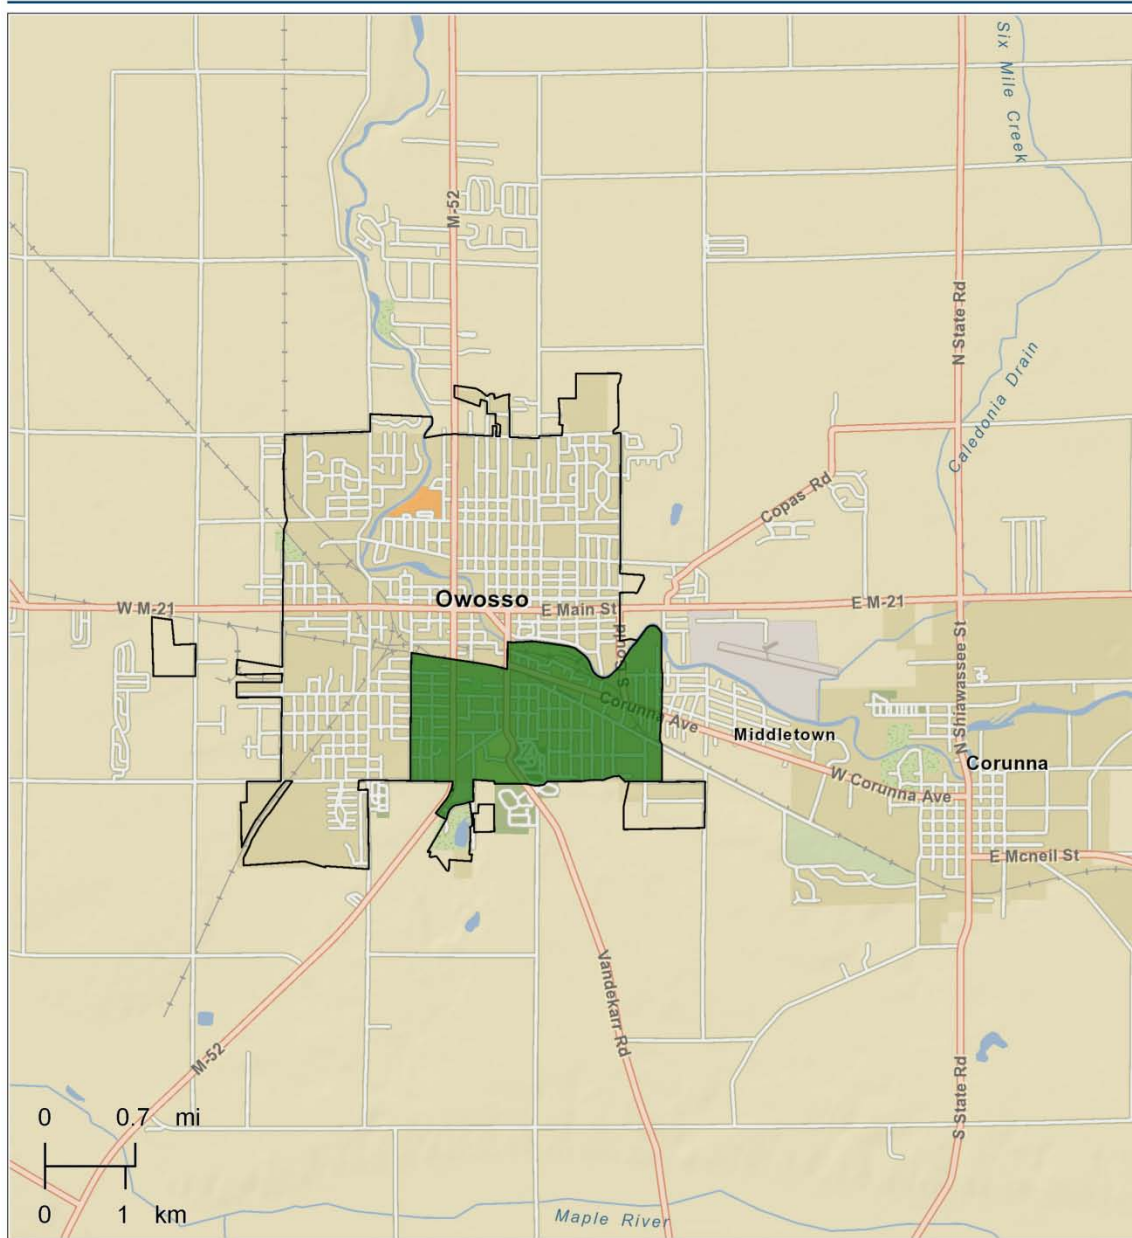 Six Mile Creek
M-52
N State Rd
Caledonia Drain
Copas Rd
Owosso
W M-21
E Main St
E M-21
S Gould
N Shiawassee St
Corunna Ave
Middletown
Corunna
W Corunna Ave
E Mcneil St
Vandekarr Rd
M-52
S State Rd
0 0.7 mi
0 1 km
Maple River